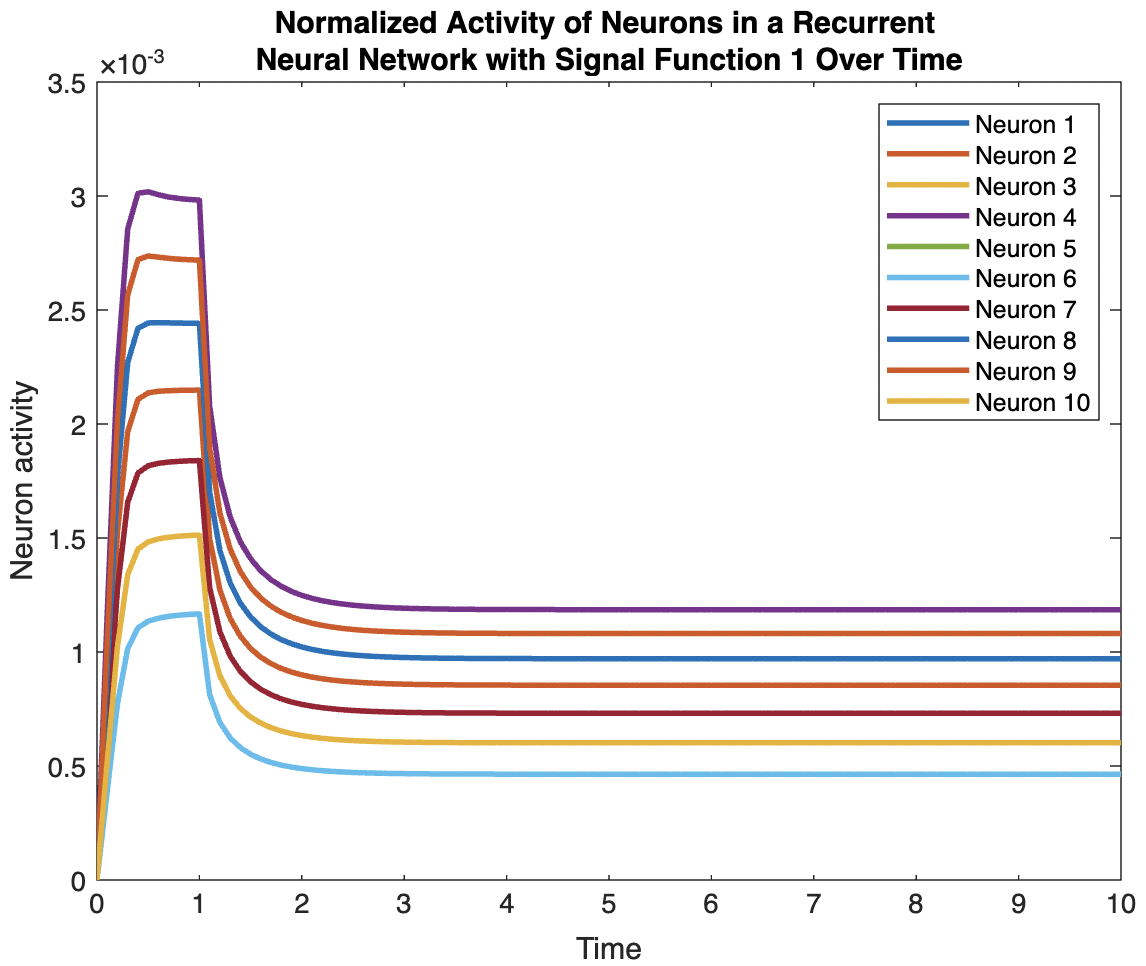 Normalized Activity of Neurons in a Recurrent
Neural Network with Signal Function 1 Over Time
×10⁻³
3.5
3
2.5
2
1.5
1
0.5
0
Neuron activity
Neuron 1
Neuron 2
Neuron 3
Neuron 4
Neuron 5
Neuron 6
Neuron 7
Neuron 8
Neuron 9
Neuron 10
0 1 2 3 4 5 6 7 8 9 10
Time